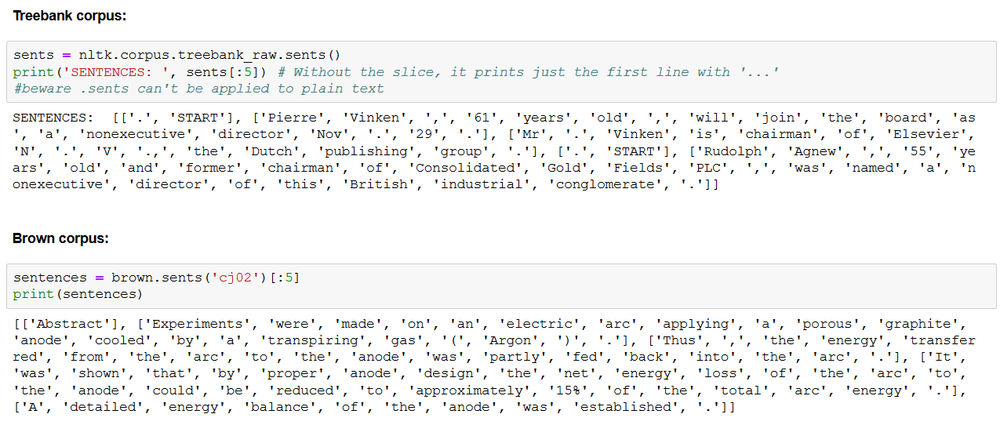 Treebank corpus:
sents = nltk.corpus.treebank_raw.sents()
print('SENTENCES: ', sents[:5]) # Without the slice, it prints just the first line with '...'
#beware .sents can't be applied to plain text
SENTENCES:  [['.', 'START'], ['Pierre', 'Vinken', ',', '61', 'years', 'old', ',', 'will', 'join', 'the', 'board', 'as
', 'a', 'nonexecutive', 'director', 'Nov', '.', '29', '.'], ['Mr', '.', 'Vinken', 'is', 'chairman', 'of', 'Elsevier',
'N', '.', 'V', '.,', 'the', 'Dutch', 'publishing', 'group', '.'], ['.', 'START'], ['Rudolph', 'Agnew', ',', '55', 'ye
ars', 'old', 'and', 'former', 'chairman', 'of', 'Consolidated', 'Gold', 'Fields', 'PLC', ',', 'was', 'named', 'a', 'n
onexecutive', 'director', 'of', 'this', 'British', 'industrial', 'conglomerate', '.']]
Brown corpus:
sentences = brown.sents('cj02')[:5]
print(sentences)
[['Abstract'], ['Experiments', 'were', 'made', 'on', 'an', 'electric', 'arc', 'applying', 'a', 'porous', 'graphite',
'anode', 'cooled', 'by', 'a', 'transpiring', 'gas', '(', 'Argon', ')', '.'], ['Thus', ',', 'the', 'energy', 'transfer
red', 'from', 'the', 'arc', 'to', 'the', 'anode', 'was', 'partly', 'fed', 'back', 'into', 'the', 'arc', '.'], ['It',
'was', 'shown', 'that', 'by', 'proper', 'anode', 'design', 'the', 'net', 'energy', 'loss', 'of', 'the', 'arc', 'to',
'the', 'anode', 'could', 'be', 'reduced', 'to', 'approximately', '15%', 'of', 'the', 'total', 'arc', 'energy', '.'],
['A', 'detailed', 'energy', 'balance', 'of', 'the', 'anode', 'was', 'established', '.']]